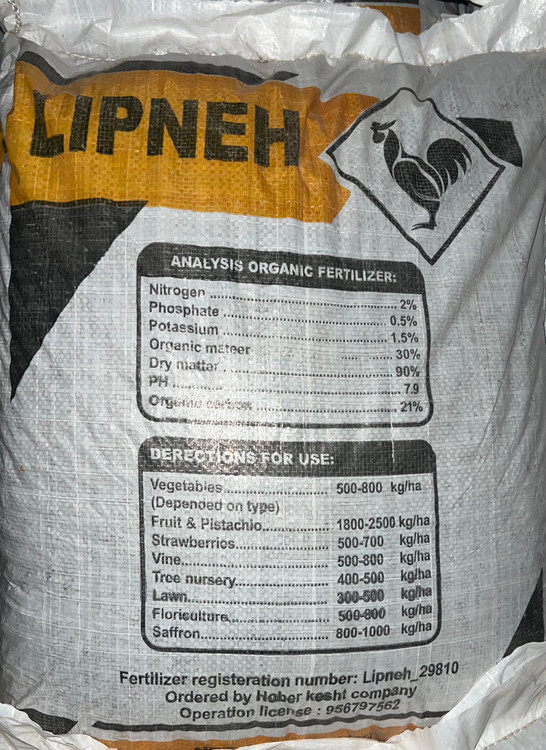 LIPNEH
ANALYSIS ORGANIC FERTILIZER:
Nitrogen ........ 2%
Phosphate ........ 0.5%
Potassium ........ 1.5%
Organic mateer ........ 30%
Dry mattar ........ 90%
PH ........ 7.9
Organic carbon ........ 21%
DERECTIONS FOR USE:
Vegetables........ 500-800 kg/ha
(Depended on type)
Fruit & Pistachio........ 1800-2500 kg/ha
Strawberries........ 500-700 kg/ha
Vine........ 500-800 kg/ha
Tree nursery........ 400-500 kg/ha
Lawn........ 300-500 kg/ha
Floriculture........ 500-800 kg/ha
Saffron........ 800-1000 kg/ha
Fertilizer registeration number: Lipneh_29810
Ordered by Hober kesht company
Operation license : 956797562